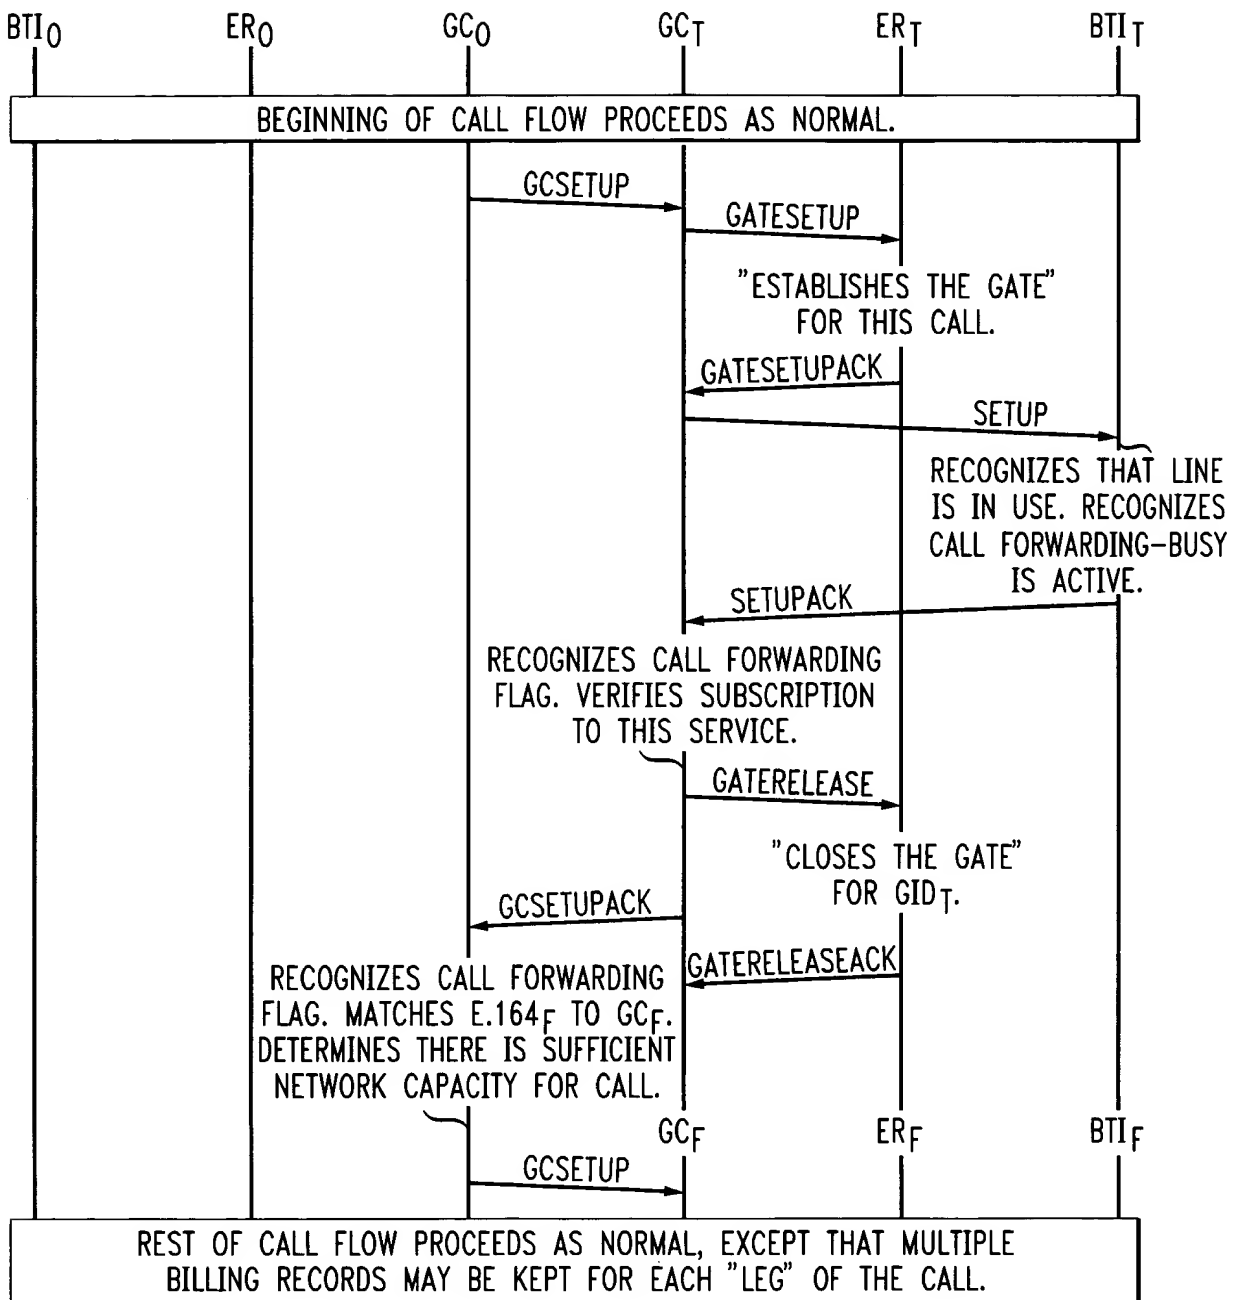 BTIO ERO GCO GCT ERT BTIT
BEGINNING OF CALL FLOW PROCEEDS AS NORMAL.
GCSETUP
GATESETUP
"ESTABLISHES THE GATE"
FOR THIS CALL.
GATESETUPACK
SETUP
RECOGNIZES THAT LINE
IS IN USE. RECOGNIZES
CALL FORWARDING-BUSY
IS ACTIVE.
SETUPACK
RECOGNIZES CALL FORWARDING
FLAG. VERIFIES SUBSCRIPTION
TO THIS SERVICE.
GATERELEASE
"CLOSES THE GATE"
FOR GIDT.
GCSETUPACK
GATERELEASEACK
RECOGNIZES CALL FORWARDING
FLAG. MATCHES E.164F TO GCF.
DETERMINES THERE IS SUFFICIENT
NETWORK CAPACITY FOR CALL.
GCF ERF BTIF
GCSETUP
REST OF CALL FLOW PROCEEDS AS NORMAL, EXCEPT THAT MULTIPLE
BILLING RECORDS MAY BE KEPT FOR EACH "LEG" OF THE CALL.